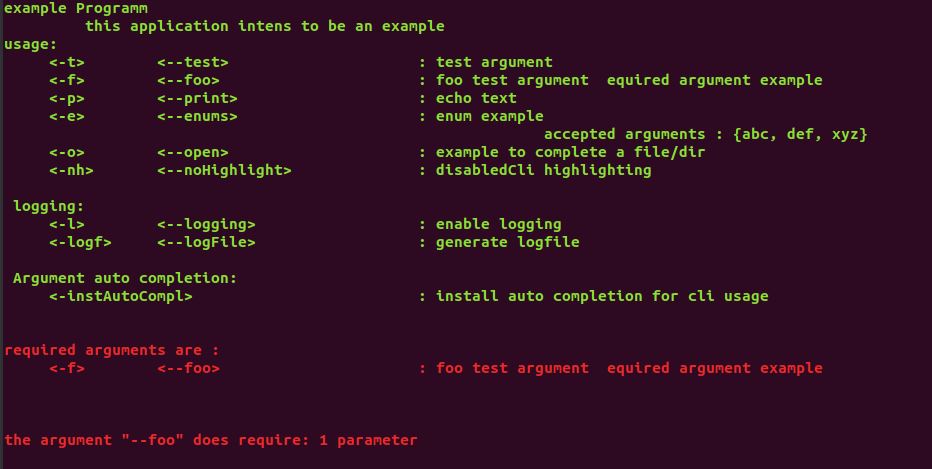 example Programm
this application intens to be an example
usage:
<-t> <--test> : test argument
<-f> <--foo> : foo test argument  equired argument example
<-p> <--print> : echo text
<-e> <--enums> : enum example
accepted arguments : {abc, def, xyz}
<-o> <--open> : example to complete a file/dir
<-nh> <--noHighlight> : disabledCli highlighting
logging:
<-l> <--logging> : enable logging
<-logf> <--logFile> : generate logfile
Argument auto completion:
<-instAutoCompl> : install auto completion for cli usage
required arguments are :
<-f> <--foo> : foo test argument  equired argument example
the argument "--foo" does require: 1 parameter